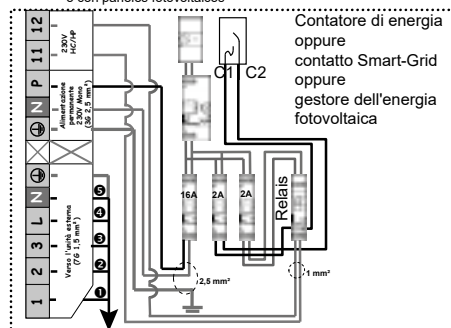 12
11
P
N
N
L
3
2
1
230V
HC/HP
Alimentazione
permanente
230V Mono
(3G 2,5 mm²)
Verso l'unità esterna
(7G 1,5 mm²)
5
4
3
2
1
C1
C2
16A
2A
2A
Relais
2,5 mm²
1 mm²
Contatore di energia
oppure
contatto Smart-Grid
oppure
gestore dell'energia
fotovoltaica